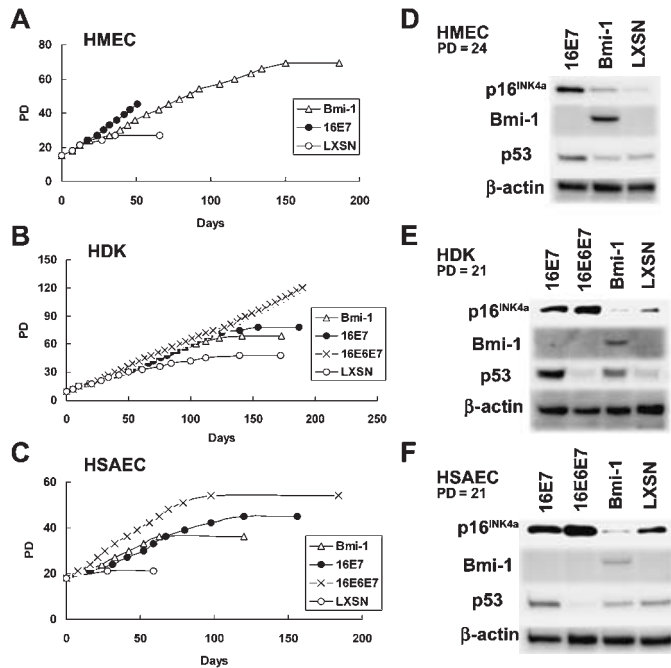 A
HMEC
80
60
40
20
0
PD
0 50 100 150 200
Days
Bmi-1
16E7
LXSN
B
HDK
150
120
90
60
30
0
PD
0 50 100 150 200 250
Days
Bmi-1
16E7
16E6E7
LXSN
C
HSAEC
60
40
20
0
PD
0 50 100 150 200
Days
Bmi-1
16E7
16E6E7
LXSN
D
HMEC
PD = 24
16E7
Bmi-1
LXSN
p16INK4a
Bmi-1
p53
β-actin
E
HDK
PD = 21
16E7
16E6E7
Bmi-1
LXSN
p16INK4a
Bmi-1
p53
β-actin
F
HSAEC
PD = 21
16E7
16E6E7
Bmi-1
LXSN
p16INK4a
Bmi-1
p53
β-actin